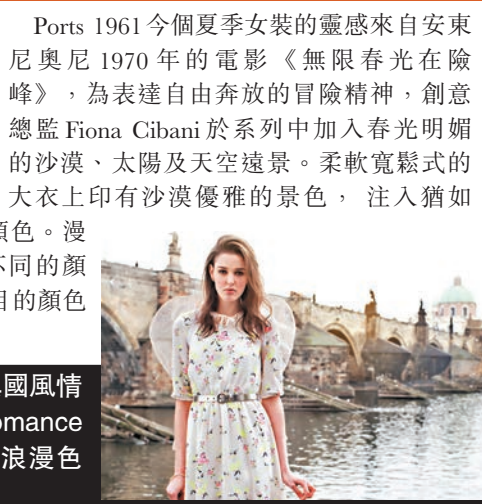 Ports 1961今個夏季女裝的靈感來自安東
尼奧尼1970年的電影《無限春光在險
峰》，為表達自由奔放的冒險精神，創意
總監Fiona Cibani於系列中加入春光明媚
的沙漠、太陽及天空遠景。柔軟寬鬆式的
大衣上印有沙漠優雅的景色， 注入猶如
顏色。漫
不同的顏
目的顏色
國風情
omance
浪漫色